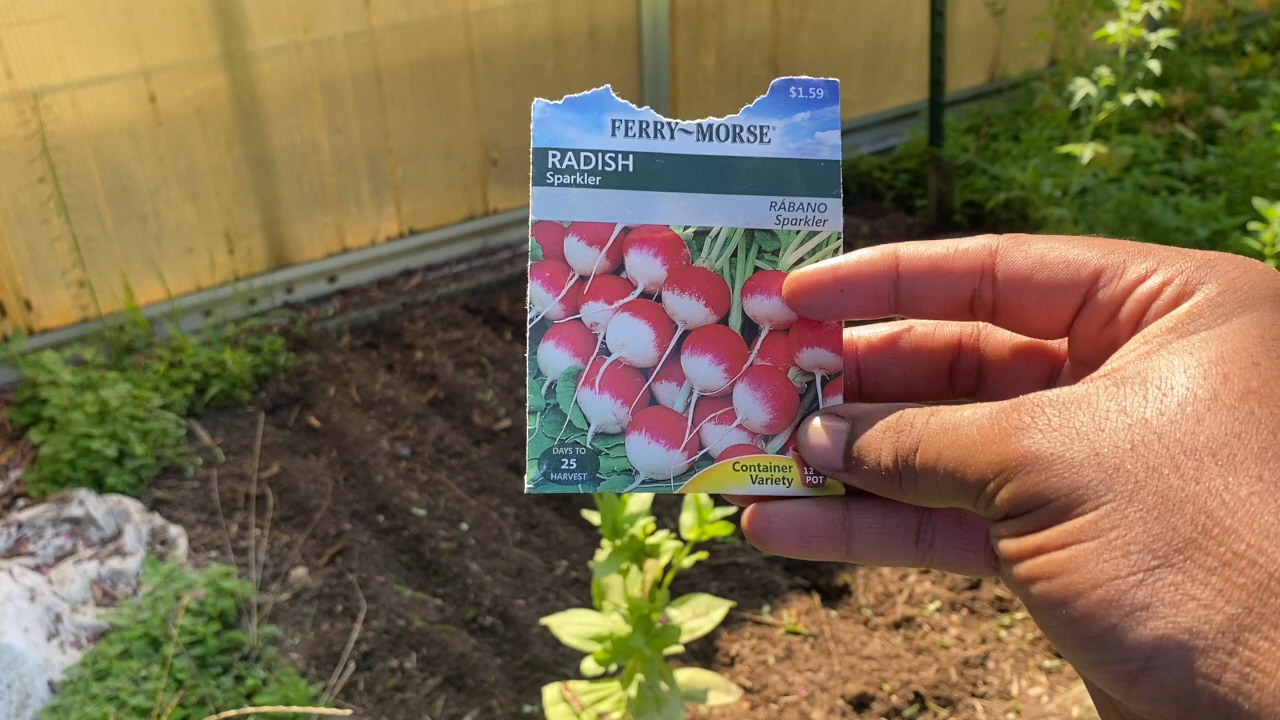 $1.59
FERRY~MORSE®
RADISH
Sparkler
RÁBANO
Sparkler
DAYS TO
25
HARVEST
Container
Variety
12
POT